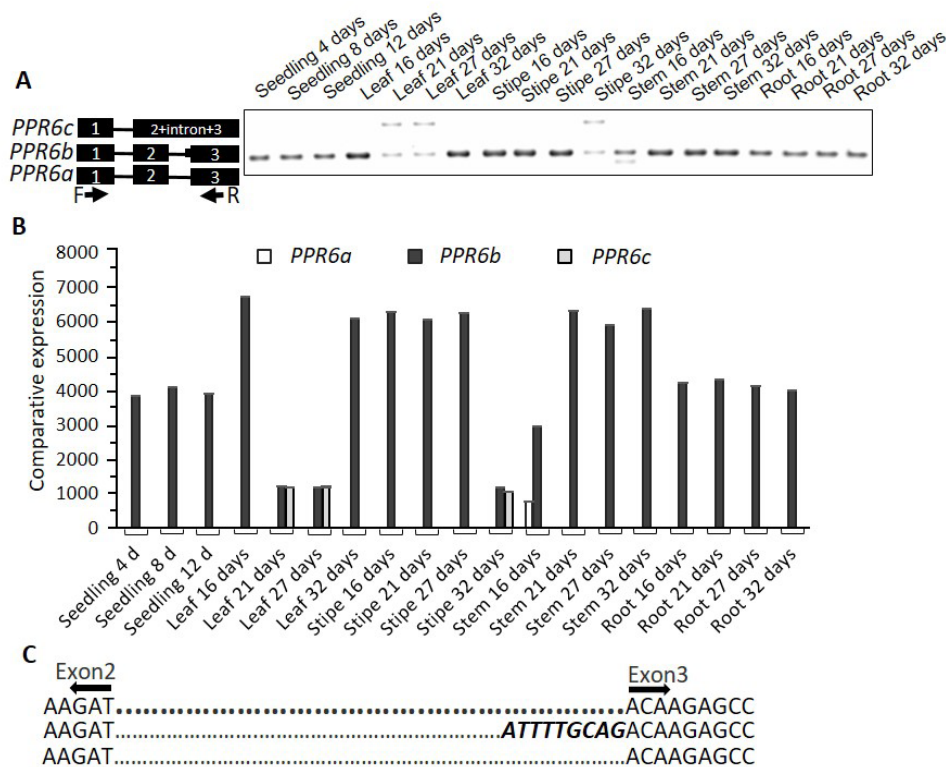 A
Seedling 4 days
Seedling 8 days
Seedling 12 days
Leaf 16 days
Leaf 21 days
Leaf 27 days
Leaf 32 days
Stipe 16 days
Stipe 21 days
Stipe 27 days
Stipe 32 days
Stem 16 days
Stem 21 days
Stem 27 days
Stem 32 days
Root 16 days
Root 21 days
Root 27 days
Root 32 days
PPR6c 1 2+intron+3
PPR6b 1 2 3
PPR6a 1 2 3
F R
B
Comparative expression
8000
7000
6000
5000
4000
3000
2000
1000
0
PPR6a PPR6b PPR6c
Seedling 4 d
Seedling 8 d
Seedling 12 d
Leaf 16 days
Leaf 21 days
Leaf 27 days
Leaf 32 days
Stipe 16 days
Stipe 21 days
Stipe 27 days
Stipe 32 days
Stem 16 days
Stem 21 days
Stem 27 days
Stem 32 days
Root 16 days
Root 21 days
Root 27 days
Root 32 days
C
Exon2 Exon3
AAGAT........................................................ACAAGAGCC
AAGAT........................................................ATTTTGCAGACAAGAGCC
AAGAT........................................................ACAAGAGCC